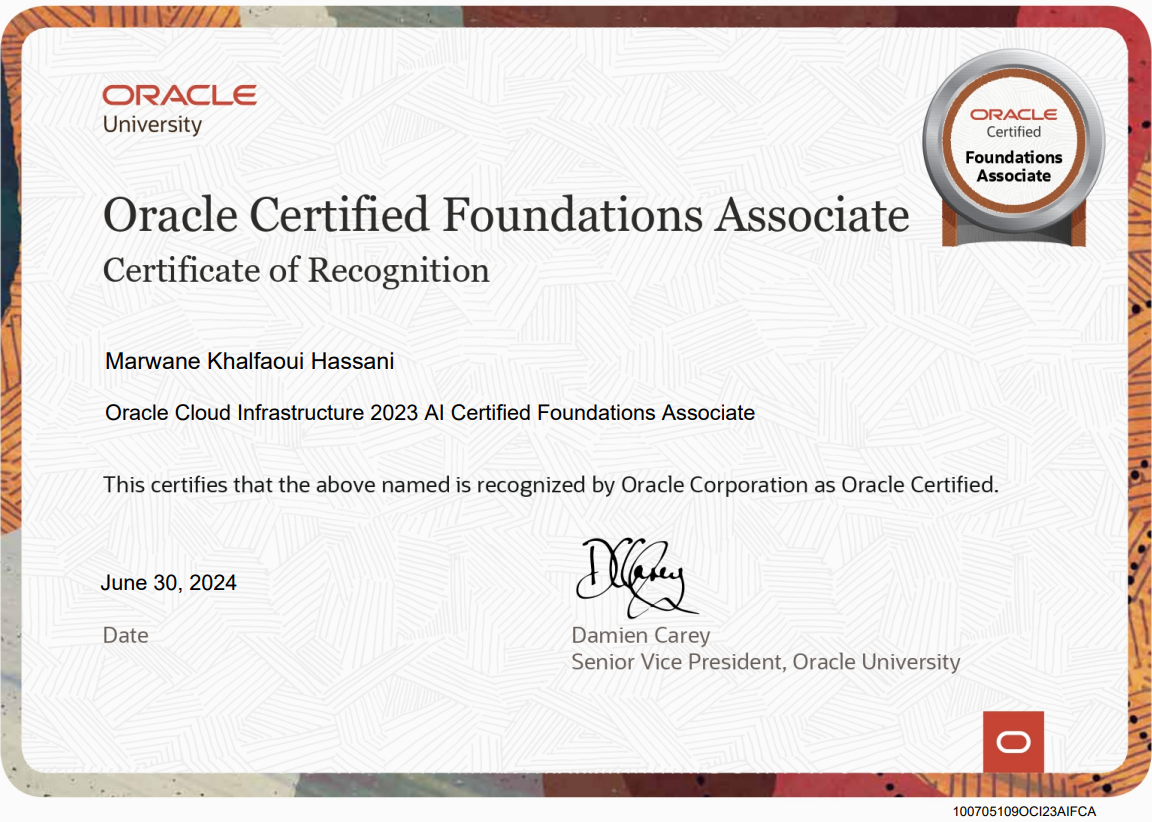 ORACLE
University
ORACLE
Certified
Foundations
Associate
Oracle Certified Foundations Associate
Certificate of Recognition
Marwane Khalfaoui Hassani
Oracle Cloud Infrastructure 2023 AI Certified Foundations Associate
This certifies that the above named is recognized by Oracle Corporation as Oracle Certified.
DCarey
June 30, 2024
Date
Damien Carey
Senior Vice President, Oracle University
100705109OCI23AIFCA